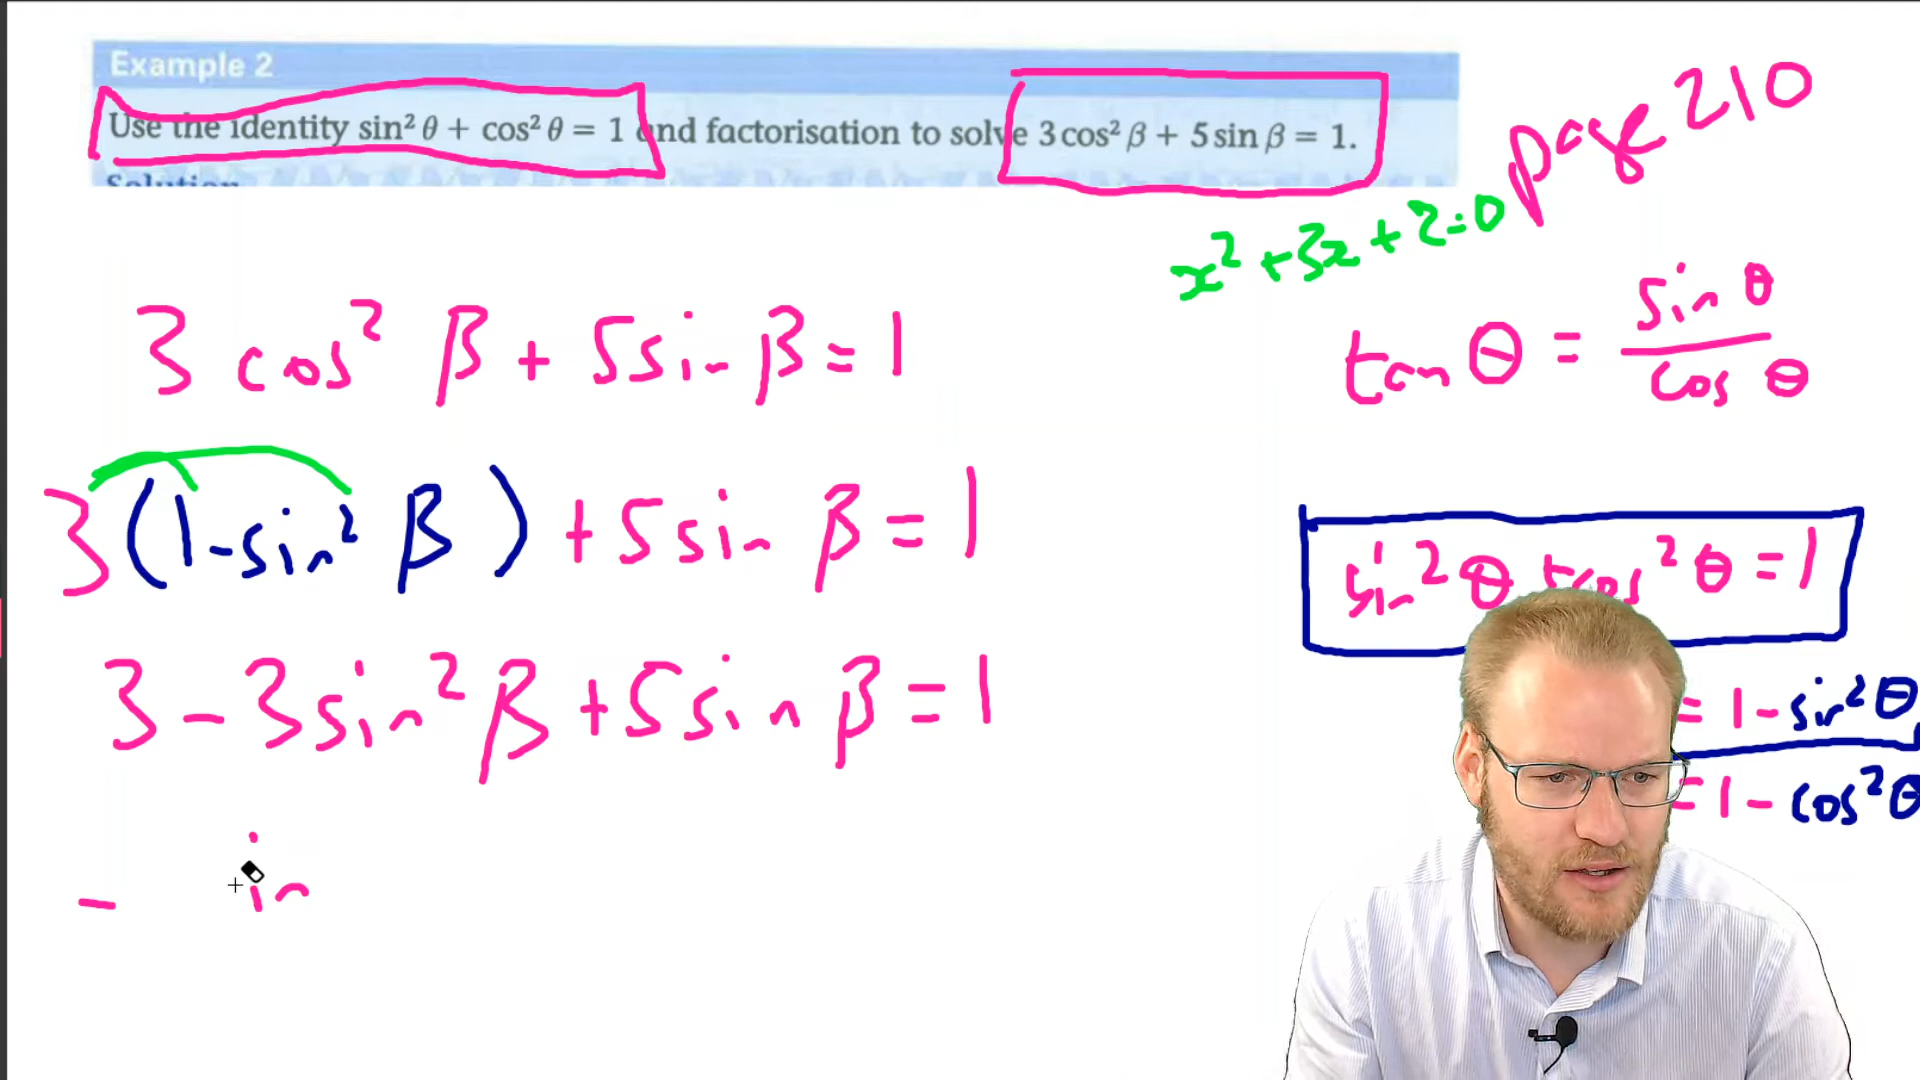 Example 2
Use the identity sin² θ + cos² θ = 1 and factorisation to solve 3 cos² β + 5 sin β = 1.
Solution
page 210
x² + 3x + 2 = 0
3 cos² β + 5 sin β = 1
tan θ = sin θ / cos θ
3(1 - sin² β) + 5 sin β = 1
sin² θ + cos² θ = 1
3 - 3 sin² β + 5 sin β = 1
= 1 - sin² θ
= 1 - cos² θ
- in